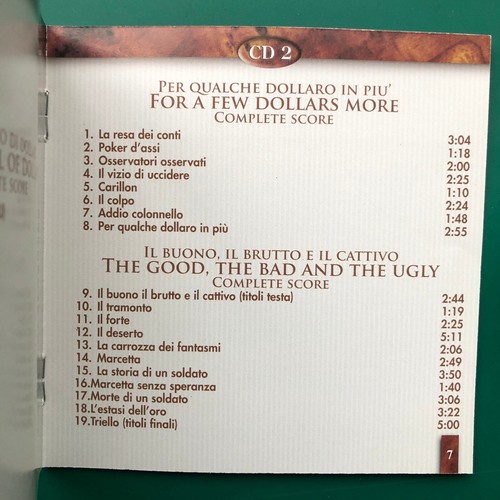 CD 2
PER QUALCHE DOLLARO IN PIU'
FOR A FEW DOLLARS MORE
COMPLETE SCORE
1. La resa dei conti 3:04
2. Poker d'assi 1:18
3. Osservatori osservati 2:00
4. Il vizio di uccidere 2:25
5. Carillon 1:10
6. Il colpo 2:24
7. Addio colonnello 1:48
8. Per qualche dollaro in più 2:55
IL BUONO, IL BRUTTO E IL CATTIVO
THE GOOD, THE BAD AND THE UGLY
COMPLETE SCORE
9. Il buono il brutto e il cattivo (titoli testa) 2:44
10. Il tramonto 1:19
11. Il forte 2:25
12. Il deserto 5:11
13. La carrozza dei fantasmi 2:06
14. Marcetta 2:49
15. La storia di un soldato 3:50
16.Marcetta senza speranza 1:40
17.Morte di un soldato 3:06
18.L'estasi dell'oro 3:22
19.Triello (titoli finali) 5:00
7